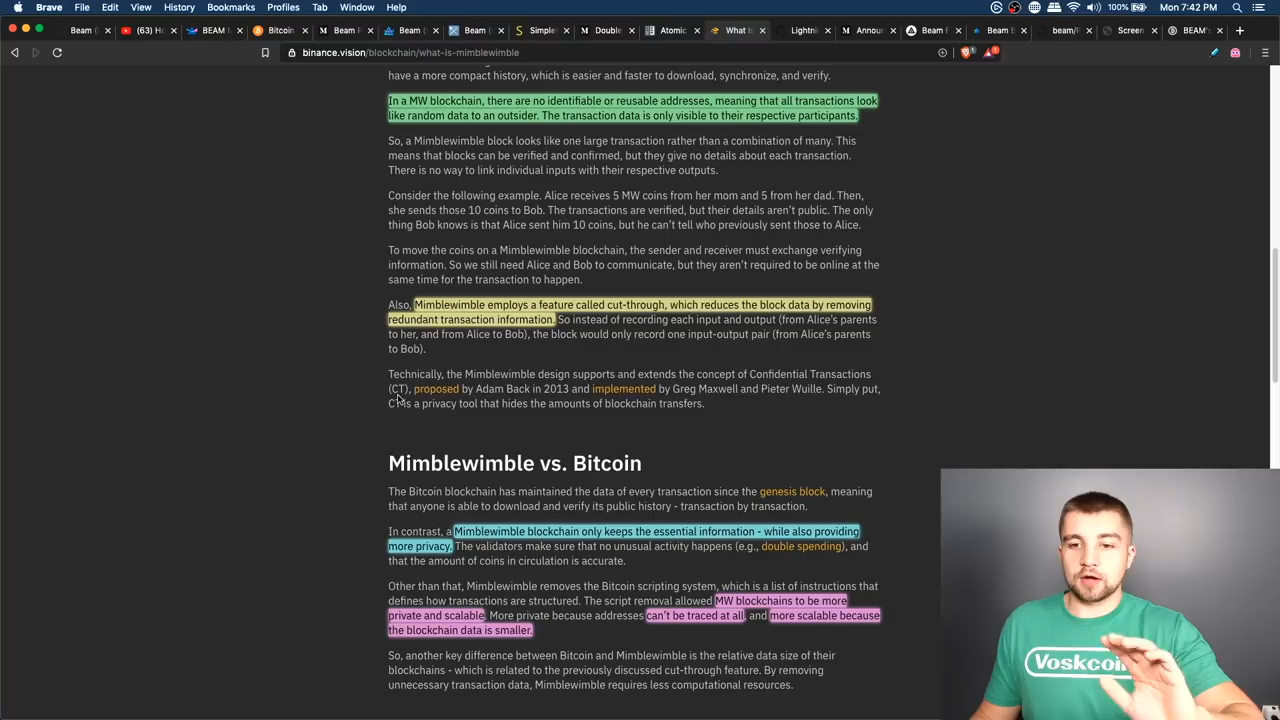 Brave File Edit View History Bookmarks Profiles Tab Window Help
100% Mon 7:42 PM
Beam (63) H BEAM Bitcoin Beam P BEAM Beam Simple Double Atomic What Is Lightni Annou Beam F Beam E beam/ Screen BEAM's
binance.vision/blockchain/what-is-mimblewimble
have a more compact history, which is easier and faster to download, synchronize, and verify.
In a MW blockchain, there are no identifiable or reusable addresses, meaning that all transactions look
like random data to an outsider. The transaction data is only visible to their respective participants.
So, a Mimblewimble block looks like one large transaction rather than a combination of many. This
means that blocks can be verified and confirmed, but they give no details about each transaction.
There is no way to link individual inputs with their respective outputs.
Consider the following example. Alice receives 5 MW coins from her mom and 5 from her dad. Then,
she sends those 10 coins to Bob. The transactions are verified, but their details aren't public. The only
thing Bob knows is that Alice sent him 10 coins, but he can't tell who previously sent those to Alice.
To move the coins on a Mimblewimble blockchain, the sender and receiver must exchange verifying
information. So we still need Alice and Bob to communicate, but they aren't required to be online at the
same time for the transaction to happen.
Also, Mimblewimble employs a feature called cut-through, which reduces the block data by removing
redundant transaction information. So instead of recording each input and output (from Alice's parents
to her, and from Alice to Bob), the block would only record one input-output pair (from Alice's parents
to Bob).
Technically, the Mimblewimble design supports and extends the concept of Confidential Transactions
(CT), proposed by Adam Back in 2013 and implemented by Greg Maxwell and Pieter Wuille. Simply put,
CT is a privacy tool that hides the amounts of blockchain transfers.
Mimblewimble vs. Bitcoin
The Bitcoin blockchain has maintained the data of every transaction since the genesis block, meaning
that anyone is able to download and verify its public history - transaction by transaction.
In contrast, a Mimblewimble blockchain only keeps the essential information - while also providing
more privacy. The validators make sure that no unusual activity happens (e.g., double spending), and
that the amount of coins in circulation is accurate.
Other than that, Mimblewimble removes the Bitcoin scripting system, which is a list of instructions that
defines how transactions are structured. The script removal allowed MW blockchains to be more
private and scalable. More private because addresses can't be traced at all, and more scalable because
the blockchain data is smaller.
So, another key difference between Bitcoin and Mimblewimble is the relative data size of their
blockchains - which is related to the previously discussed cut-through feature. By removing
unnecessary transaction data, Mimblewimble requires less computational resources.
Voskcoin